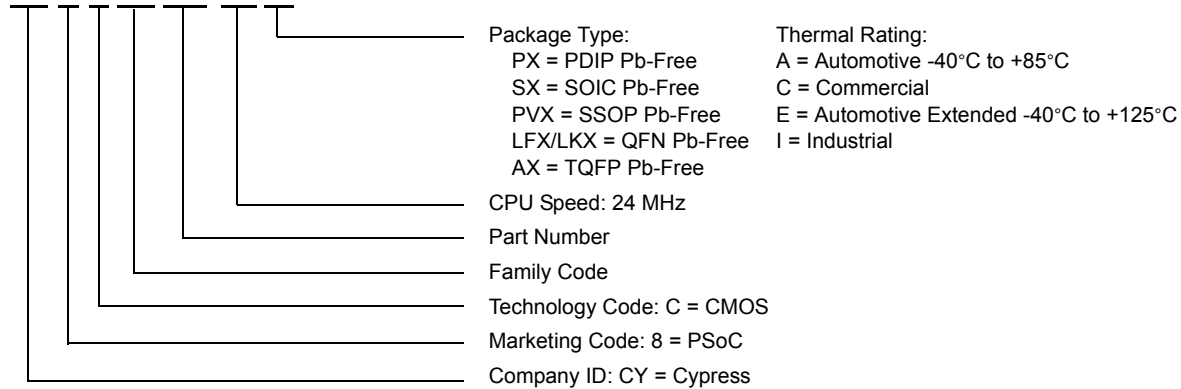 Package Type: Thermal Rating:
PX = PDIP Pb-Free A = Automotive -40°C to +85°C
SX = SOIC Pb-Free C = Commercial
PVX = SSOP Pb-Free E = Automotive Extended -40°C to +125°C
LFX/LKX = QFN Pb-Free I = Industrial
AX = TQFP Pb-Free
CPU Speed: 24 MHz
Part Number
Family Code
Technology Code: C = CMOS
Marketing Code: 8 = PSoC
Company ID: CY = Cypress